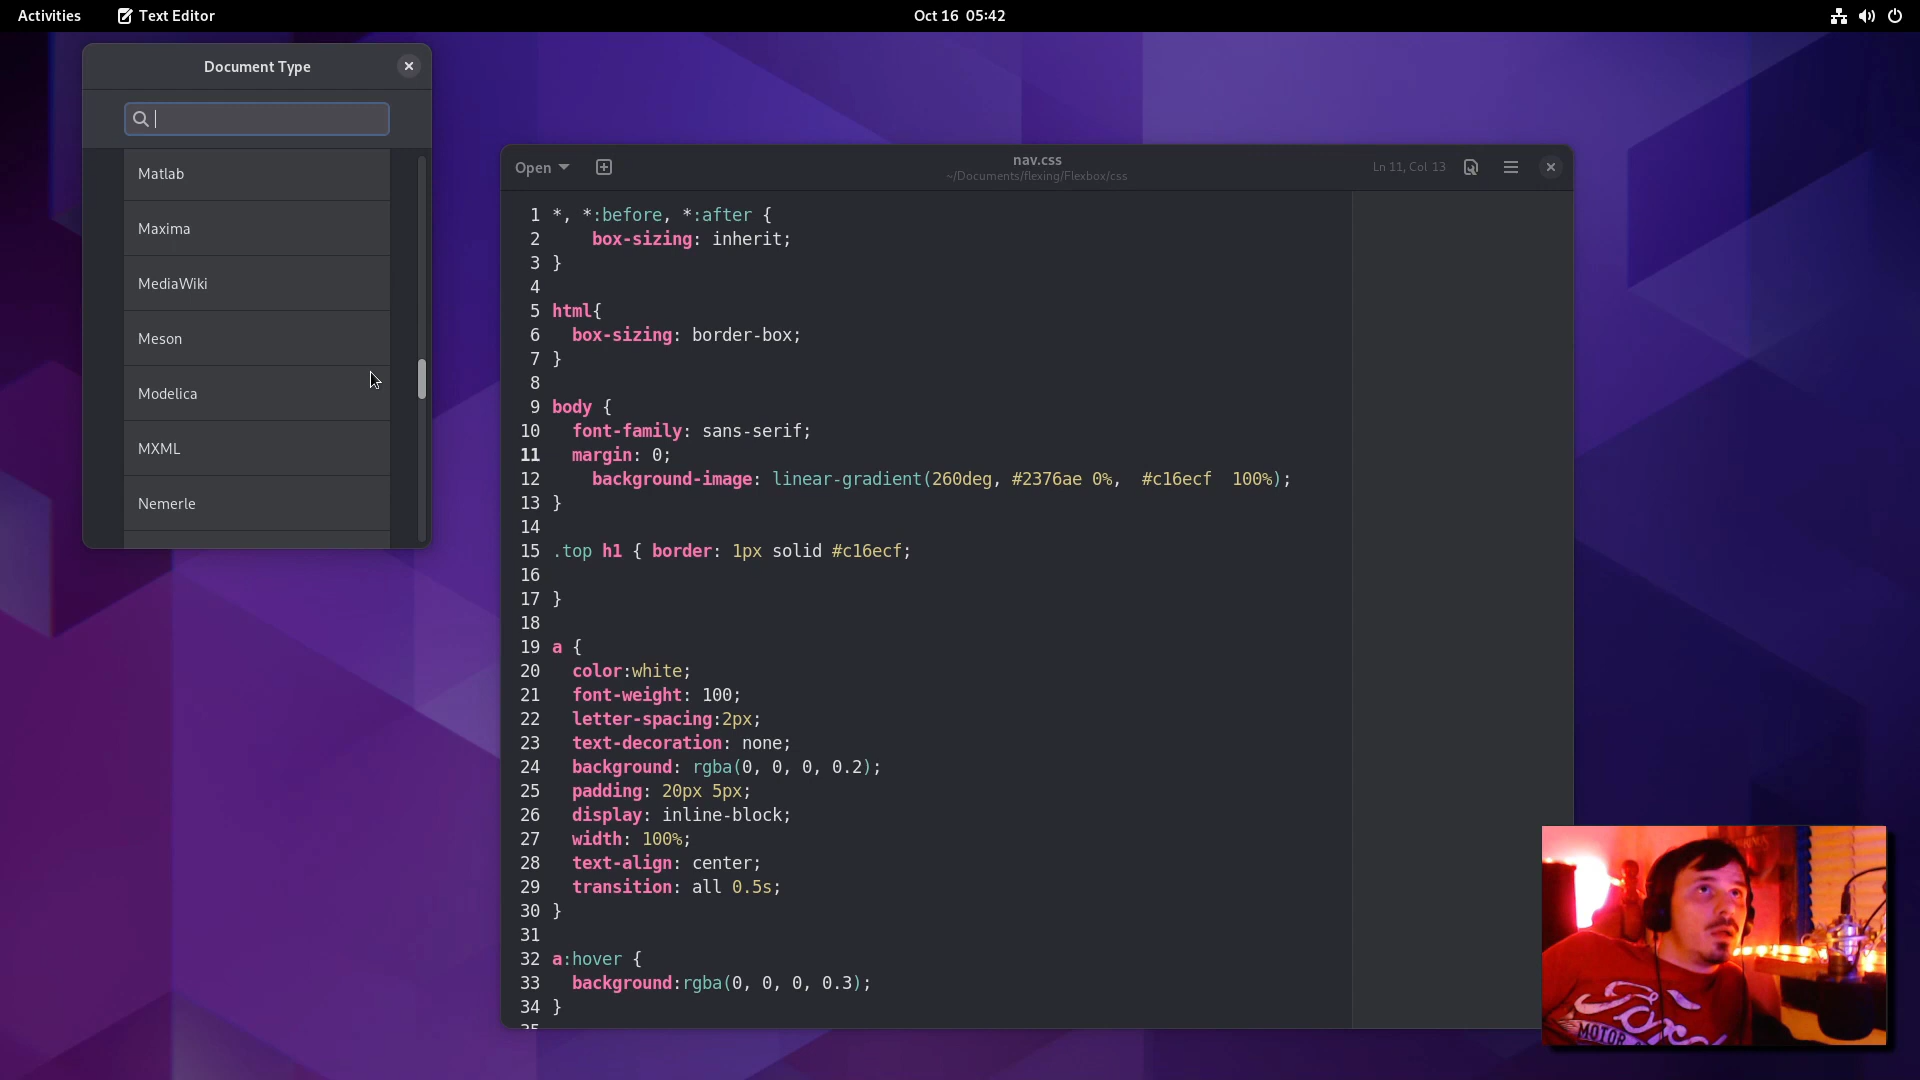 Activities
Text Editor
Oct 16 05:42
Document Type
Matlab
Maxima
MediaWiki
Meson
Modelica
MXML
Nemerle
Open
nav.css
~/Documents/flexing/Flexbox/css
Ln 11, Col 13
1 *, *:before, *:after {
2 box-sizing: inherit;
3 }
4
5 html{
6 box-sizing: border-box;
7 }
8
9 body {
10 font-family: sans-serif;
11 margin: 0;
12 background-image: linear-gradient(260deg, #2376ae 0%, #c16ecf 100%);
13 }
14
15 .top h1 { border: 1px solid #c16ecf;
16
17 }
18
19 a {
20 color:white;
21 font-weight: 100;
22 letter-spacing:2px;
23 text-decoration: none;
24 background: rgba(0, 0, 0, 0.2);
25 padding: 20px 5px;
26 display: inline-block;
27 width: 100%;
28 text-align: center;
29 transition: all 0.5s;
30 }
31
32 a:hover {
33 background:rgba(0, 0, 0, 0.3);
34 }
35
MOTOR